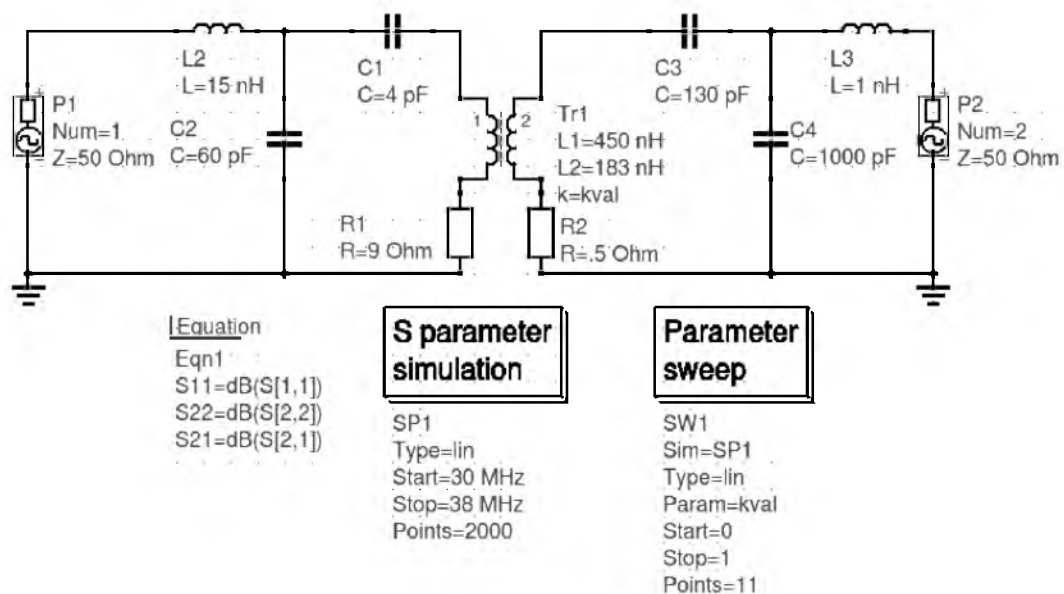 L2
L=15 nH
C1
C=4 pF
C3
C=130 pF
L3
L=1 nH
P1
Num=1
Z=50 Ohm
C2
C=60 pF
1
2
Tr1
L1=450 nH
L2=183 nH
k=kval
C4
C=1000 pF
P2
Num=2
Z=50 Ohm
R1
R=9 Ohm
R2
R=.5 Ohm
Equation
Eqn1
S11=dB(S[1,1])
S22=dB(S[2,2])
S21=dB(S[2,1])
S parameter
simulation
SP1
Type=lin
Start=30 MHz
Stop=38 MHz
Points=2000
Parameter
sweep
SW1
Sim=SP1
Type=lin
Param=kval
Start=0
Stop=1
Points=11